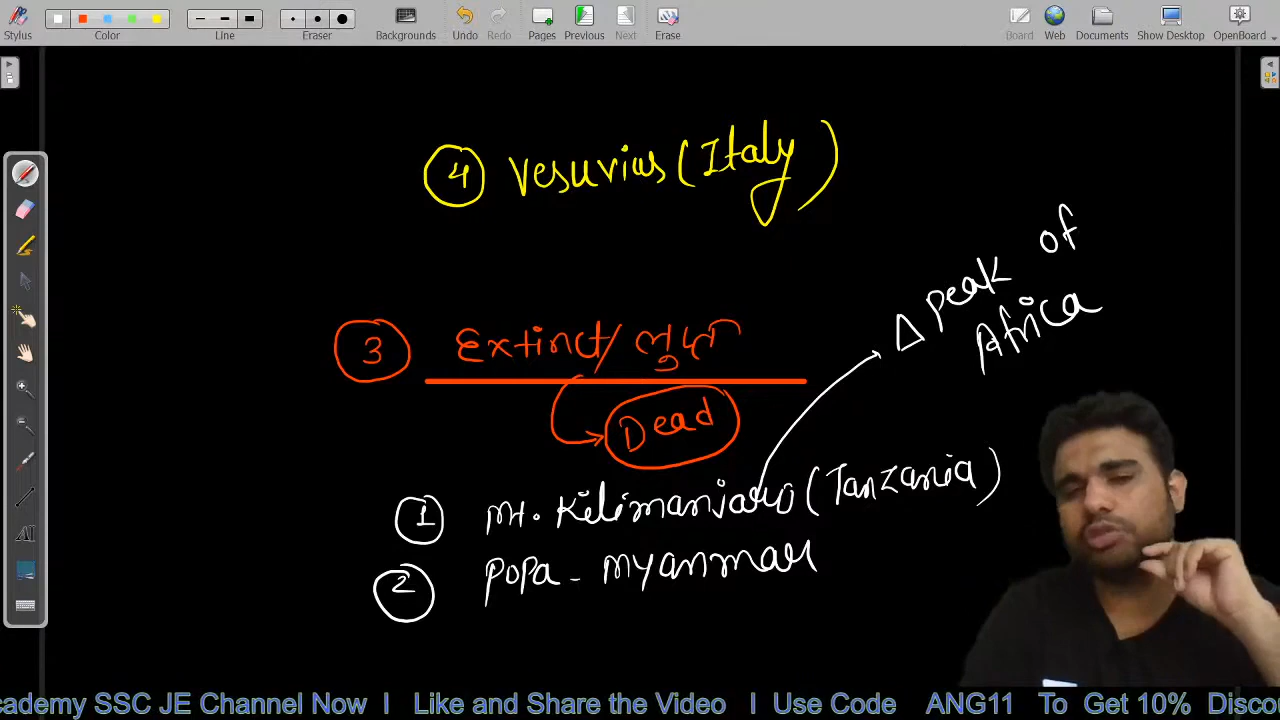 Stylus
Color
Line
Eraser
Backgrounds
Undo
Redo
Pages
Previous
Next
Erase
Board
Web
Documents
Show Desktop
OpenBoard
4 Vesuvius (Italy)
Δ Peak of
Africa
3 Extinct/
Dead
1 Mt. Kilimanjaro (Tanzania)
2 Popa - Myanmar
cademy SSC JE Channel Now I Like and Share the Video I Use Code ANG11 To Get 10% Disco